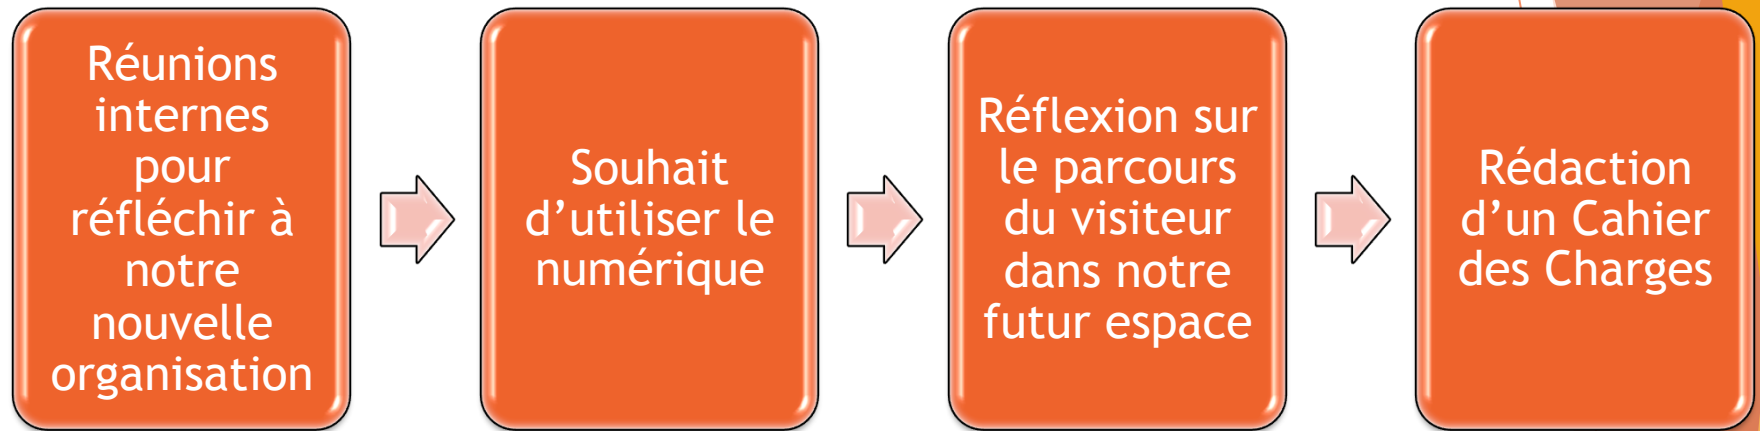 Réunions
internes
pour
réfléchir à
notre
nouvelle
organisation
Souhait
d’utiliser le
numérique
Réflexion sur
le parcours
du visiteur
dans notre
futur espace
Rédaction
d’un Cahier
des Charges